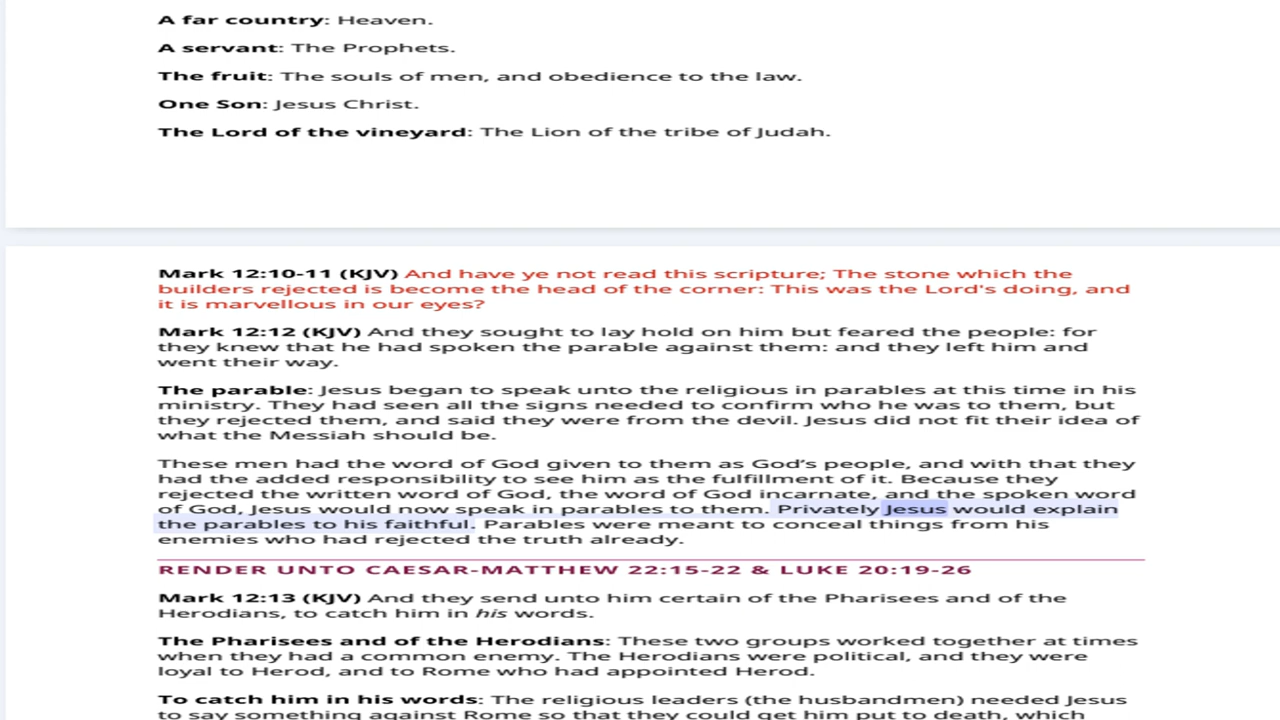 A far country: Heaven.
A servant: The Prophets.
The fruit: The souls of men, and obedience to the law.
One Son: Jesus Christ.
The Lord of the vineyard: The Lion of the tribe of Judah.
Mark 12:10-11 (KJV) And have ye not read this scripture; The stone which the
builders rejected is become the head of the corner: This was the Lord's doing, and
it is marvellous in our eyes?
Mark 12:12 (KJV) And they sought to lay hold on him but feared the people: for
they knew that he had spoken the parable against them: and they left him and
went their way.
The parable: Jesus began to speak unto the religious in parables at this time in his
ministry. They had seen all the signs needed to confirm who he was to them, but
they rejected them, and said they were from the devil. Jesus did not fit their idea of
what the Messiah should be.
These men had the word of God given to them as God’s people, and with that they
had the added responsibility to see him as the fulfillment of it. Because they
rejected the written word of God, the word of God incarnate, and the spoken word
of God, Jesus would now speak in parables to them. Privately Jesus would explain
the parables to his faithful. Parables were meant to conceal things from his
enemies who had rejected the truth already.
RENDER UNTO CAESAR-MATTHEW 22:15-22 & LUKE 20:19-26
Mark 12:13 (KJV) And they send unto him certain of the Pharisees and of the
Herodians, to catch him in his words.
The Pharisees and of the Herodians: These two groups worked together at times
when they had a common enemy. The Herodians were political, and they were
loyal to Herod, and to Rome who had appointed Herod.
To catch him in his words: The religious leaders (the husbandmen) needed Jesus
to say something against Rome so that they could get him put to death, which